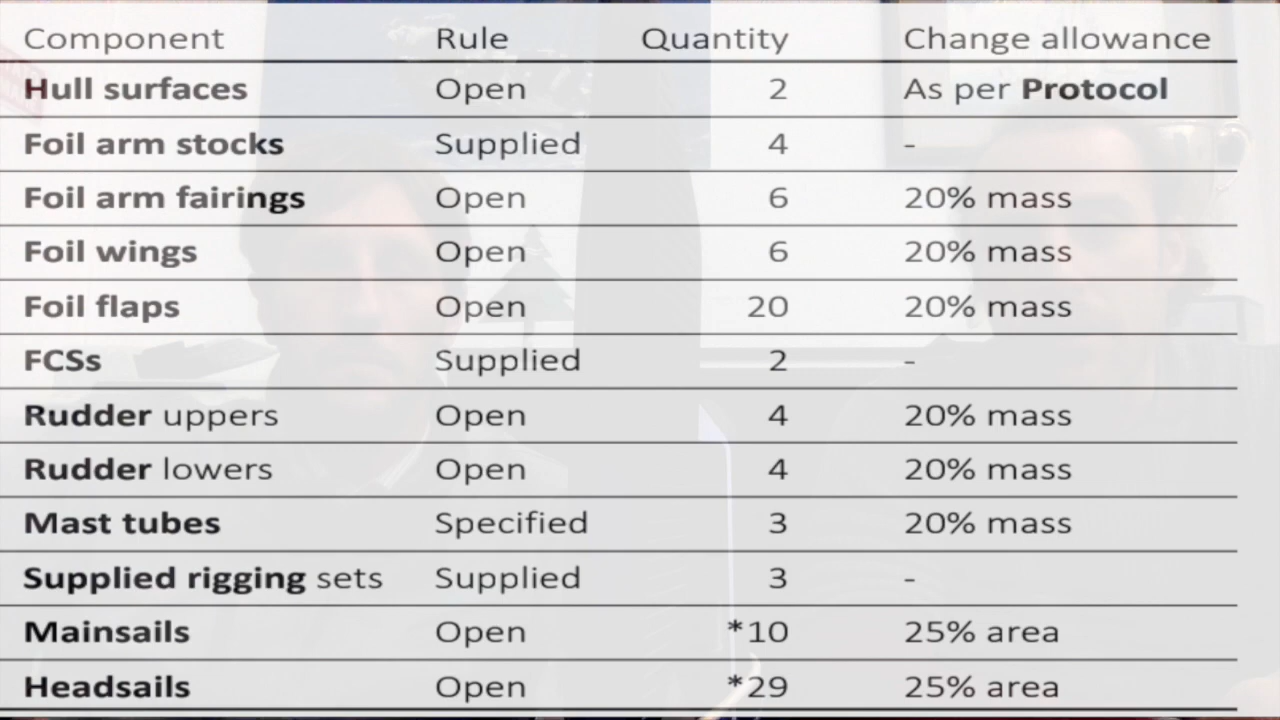 Component Rule Quantity Change allowance
Hull surfaces Open 2 As per Protocol
Foil arm stocks Supplied 4 -
Foil arm fairings Open 6 20% mass
Foil wings Open 6 20% mass
Foil flaps Open 20 20% mass
FCSs Supplied 2 -
Rudder uppers Open 4 20% mass
Rudder lowers Open 4 20% mass
Mast tubes Specified 3 20% mass
Supplied rigging sets Supplied 3 -
Mainsails Open *10 25% area
Headsails Open *29 25% area